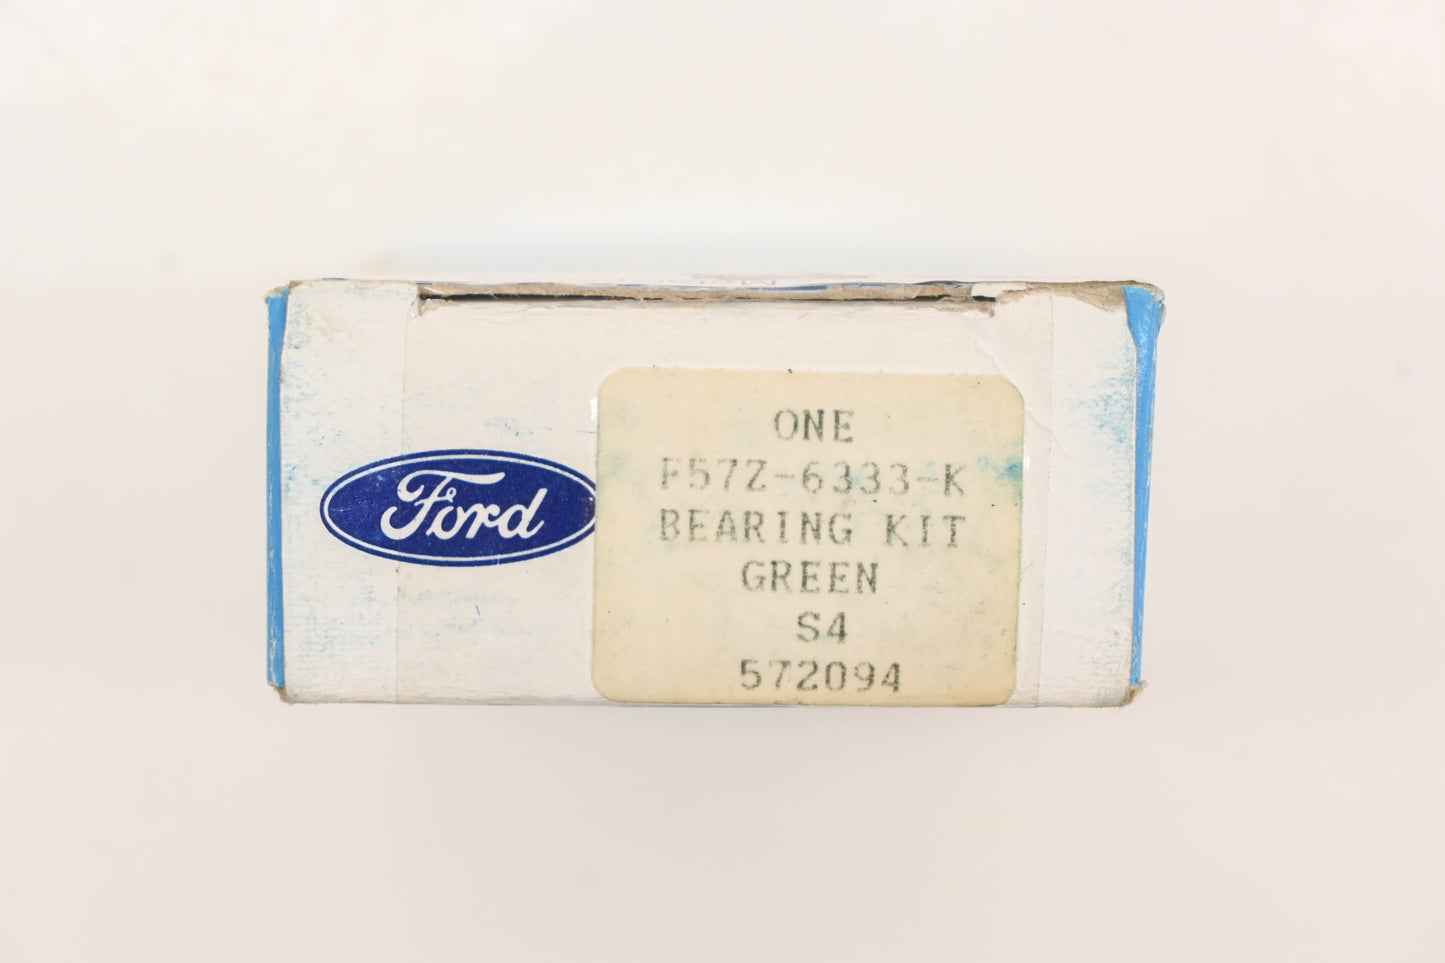 Ford
ONE
F57Z-6333-K
BEARING KIT
GREEN
S4
572094